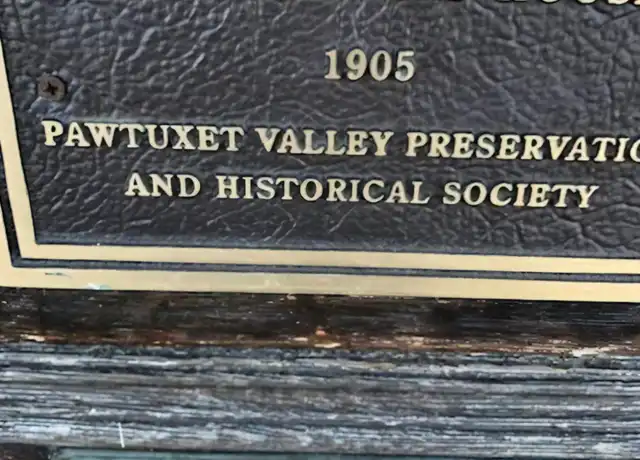 1905
PAWTUXET VALLEY PRESERVATIO
AND HISTORICAL SOCIETY